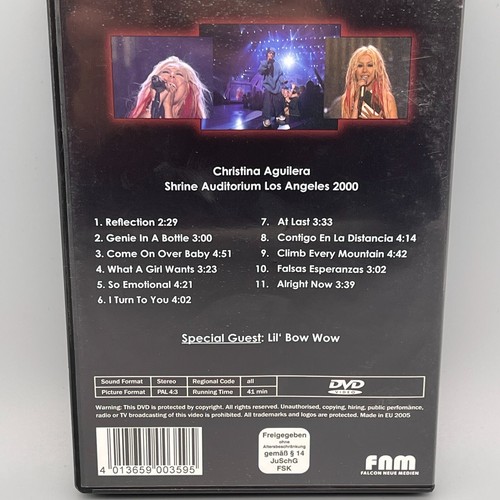 Christina Aguilera
Shrine Auditorium Los Angeles 2000
1. Reflection 2:29
2. Genie In A Bottle 3:00
3. Come On Over Baby 4:51
4. What A Girl Wants 3:23
5. So Emotional 4:21
6. I Turn To You 4:02
7. At Last 3:33
8. Contigo En La Distancia 4:14
9. Climb Every Mountain 4:42
10. Falsas Esperanzas 3:02
11. Alright Now 3:39
Special Guest: Lil' Bow Wow
Sound Format Stereo Regional Code all
Picture Format PAL 4:3 Running Time 41 min
DVD
VIDEO
Warning: This DVD is protected by copyright. All rights reserved. Unauthorised, copying, hiring, public perfomance,
radio or TV broadcasting of this video is prohibited. All trademarks and logos are protected. Made in EU 2005
4 013659 003595
Freigegeben
ohne
Altersbeschränkung
gemäß § 14
JuSchG
FSK
FNM
FALCON NEUE MEDIEN